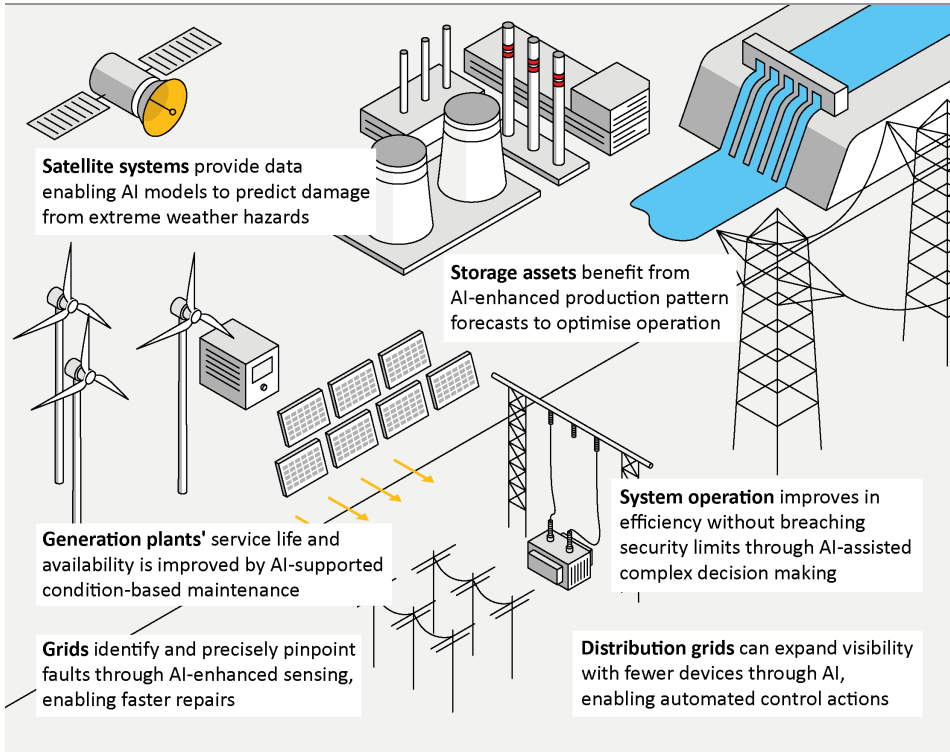 Satellite systems provide data
enabling AI models to predict damage
from extreme weather hazards
Storage assets benefit from
AI-enhanced production pattern
forecasts to optimise operation
System operation improves in
efficiency without breaching
security limits through AI-assisted
complex decision making
Generation plants' service life and
availability is improved by AI-supported
condition-based maintenance
Grids identify and precisely pinpoint
faults through AI-enhanced sensing,
enabling faster repairs
Distribution grids can expand visibility
with fewer devices through AI,
enabling automated control actions